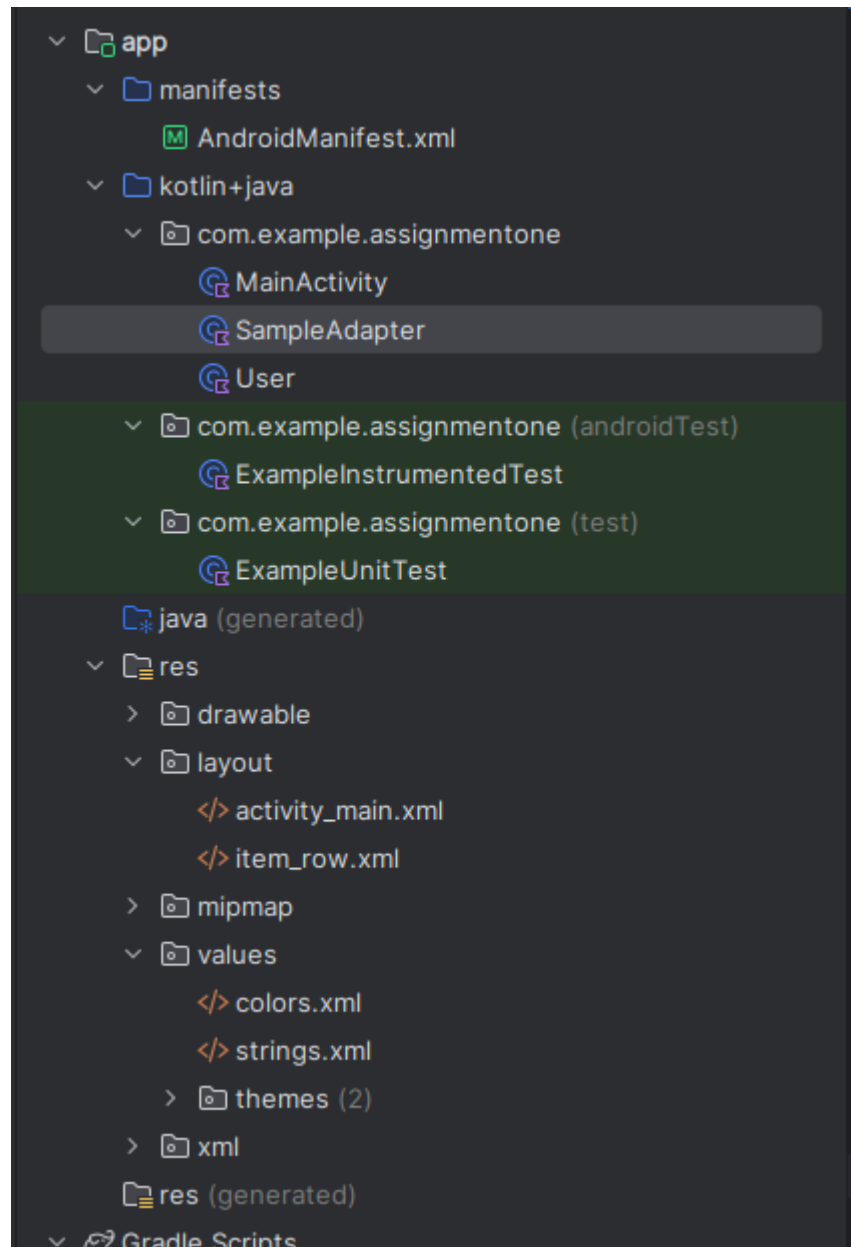 app
manifests
AndroidManifest.xml
kotlin+java
com.example.assignmentone
MainActivity
SampleAdapter
User
com.example.assignmentone (androidTest)
ExampleInstrumentedTest
com.example.assignmentone (test)
ExampleUnitTest
java (generated)
res
drawable
layout
activity_main.xml
item_row.xml
mipmap
values
colors.xml
strings.xml
themes (2)
xml
res (generated)
Gradle Scripts